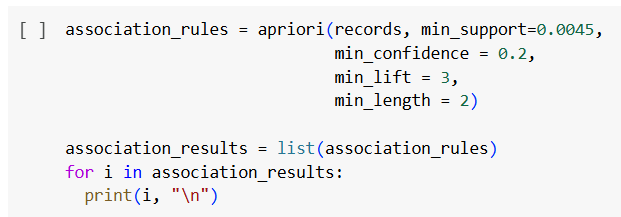 [ ] association_rules = apriori(records, min_support=0.0045,
min_confidence = 0.2,
min_lift = 3,
min_length = 2)
association_results = list(association_rules)
for i in association_results:
print(i, "\n")